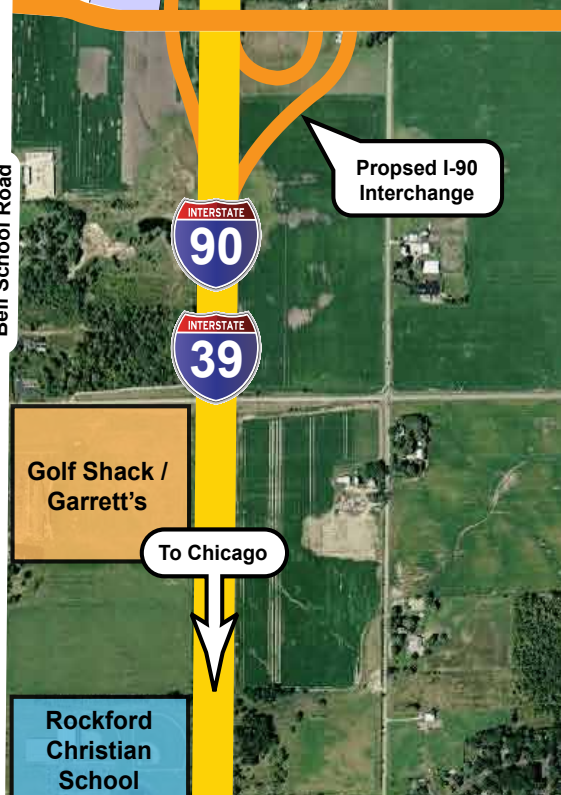 Propsed I-90
Interchange
INTERSTATE
90
Bell School Road
INTERSTATE
39
Golf Shack /
Garrett's
To Chicago
Rockford
Christian
School